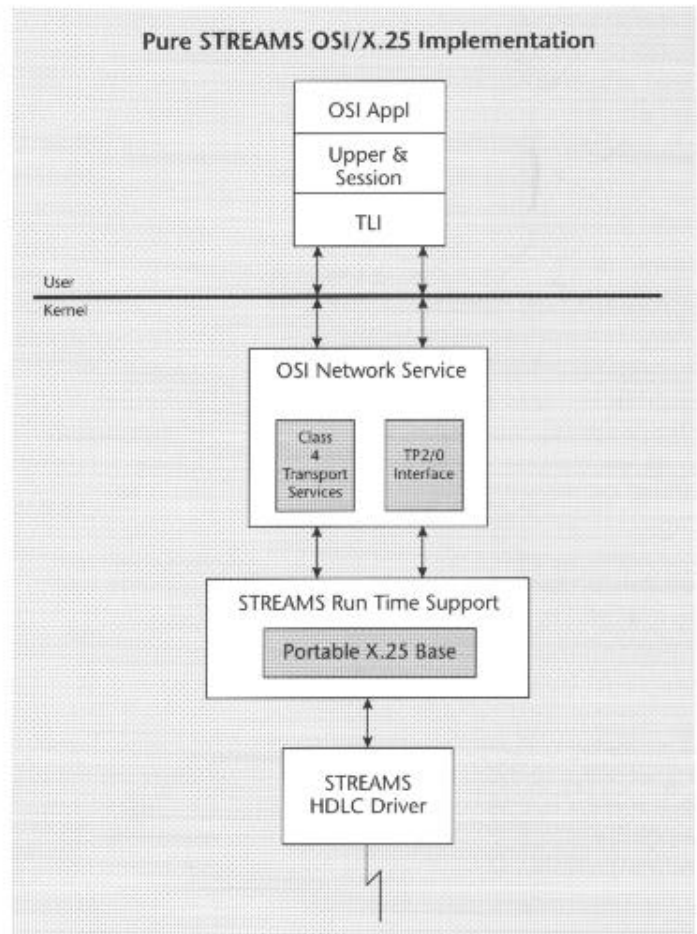 Pure STREAMS OSI/X.25 Implementation
OSI Appl
Upper &
Session
TLI
User
Kernel
OSI Network Service
Class
4
Transport
Services
TP2/0
Interface
STREAMS Run Time Support
Portable X.25 Base
STREAMS
HDLC Driver